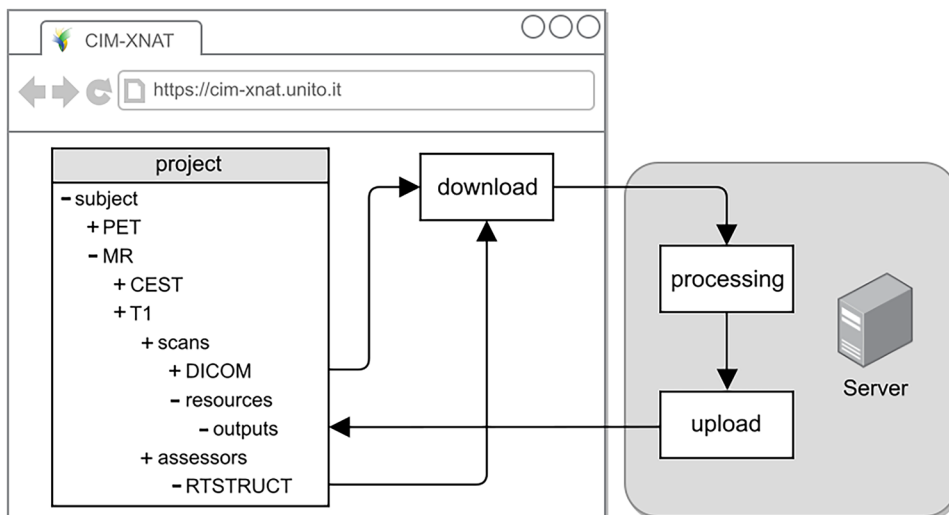 CIM-XNAT
https://cim-xnat.unito.it
project
- subject
+ PET
- MR
+ CEST
+ T1
+ scans
+ DICOM
- resources
- outputs
+ assessors
- RTSTRUCT
download
processing
upload
Server